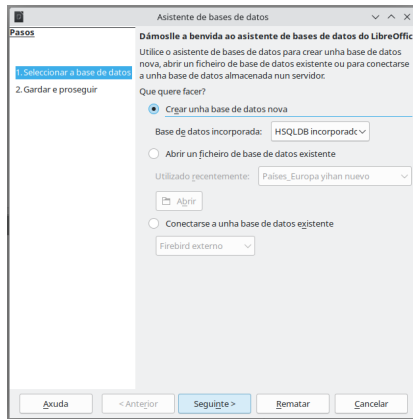 Asistente de bases de datos
Pasos
1.Seleccionar a base de datos
2.Gardar e proseguir
Dámoslle a benvida ao asistente de bases de datos do LibreOffic
Utilice o asistente de bases de datos para crear unha base de datos
nova, abrir un ficheiro de base de datos existente ou para conectarse
a unha base de datos almacenada nun servidor.
Que quere facer?
Crear unha base de datos nova
Base de datos incorporada: HSQLDB incorporado
Abrir un ficheiro de base de datos existente
Utilizado recentemente: Países_Europa yihan nuevo
Abrir
Conectarse a unha base de datos existente
Firebird externo
Axuda < Anterior Seguinte > Rematar Cancelar